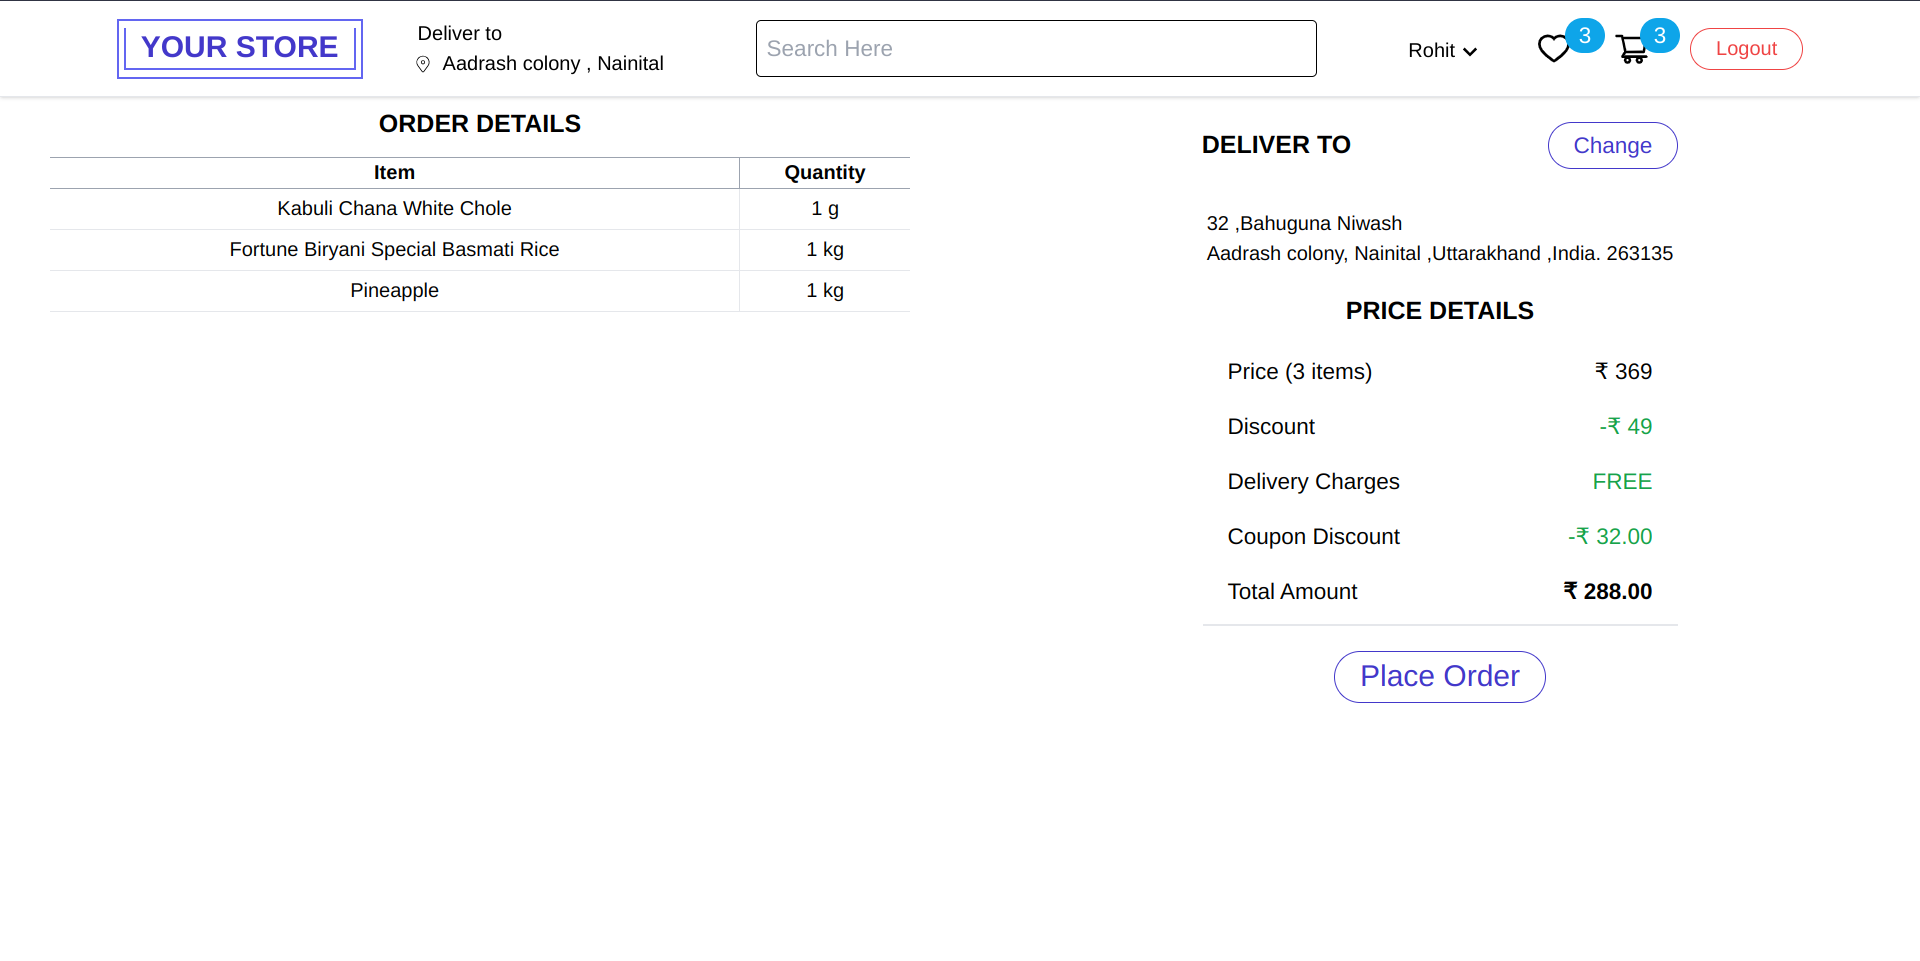 YOUR STORE
Deliver to
Aadrash colony , Nainital
Search Here
Rohit
3
3
Logout
ORDER DETAILS
Item Quantity
Kabuli Chana White Chole 1 g
Fortune Biryani Special Basmati Rice 1 kg
Pineapple 1 kg
DELIVER TO
Change
32 ,Bahuguna Niwash
Aadrash colony, Nainital ,Uttarakhand ,India. 263135
PRICE DETAILS
Price (3 items) ₹ 369
Discount -₹ 49
Delivery Charges FREE
Coupon Discount -₹ 32.00
Total Amount ₹ 288.00
Place Order